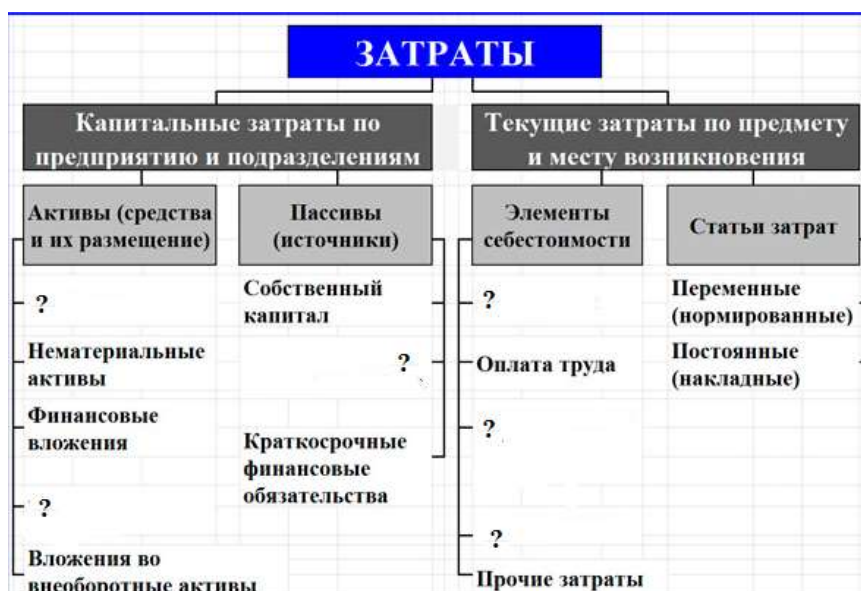 ЗАТРАТЫ
Капитальные затраты по
предприятию и подразделениям
Текущие затраты по предмету
и месту возникновения
Активы (средства
и их размещение)
Пассивы
(источники)
Элементы
себестоимости
Статьи затрат
?
Нематериальные
активы
Финансовые
вложения
?
Вложения во
внеоборотные активы
Собственный
капитал
?
Краткосрочные
финансовые
обязательства
?
Оплата труда
?
?
Прочие затраты
Переменные
(нормированные)
Постоянные
(накладные)